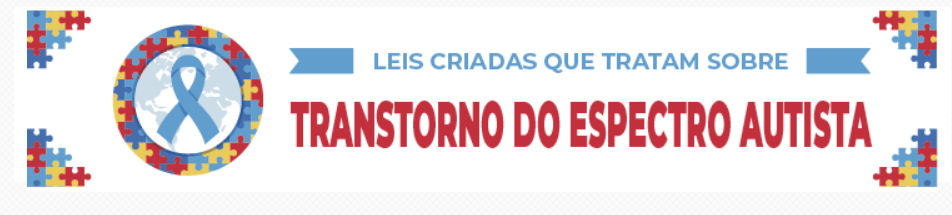 LEIS CRIADAS QUE TRATAM SOBRE
TRANSTORNO DO ESPECTRO AUTISTA